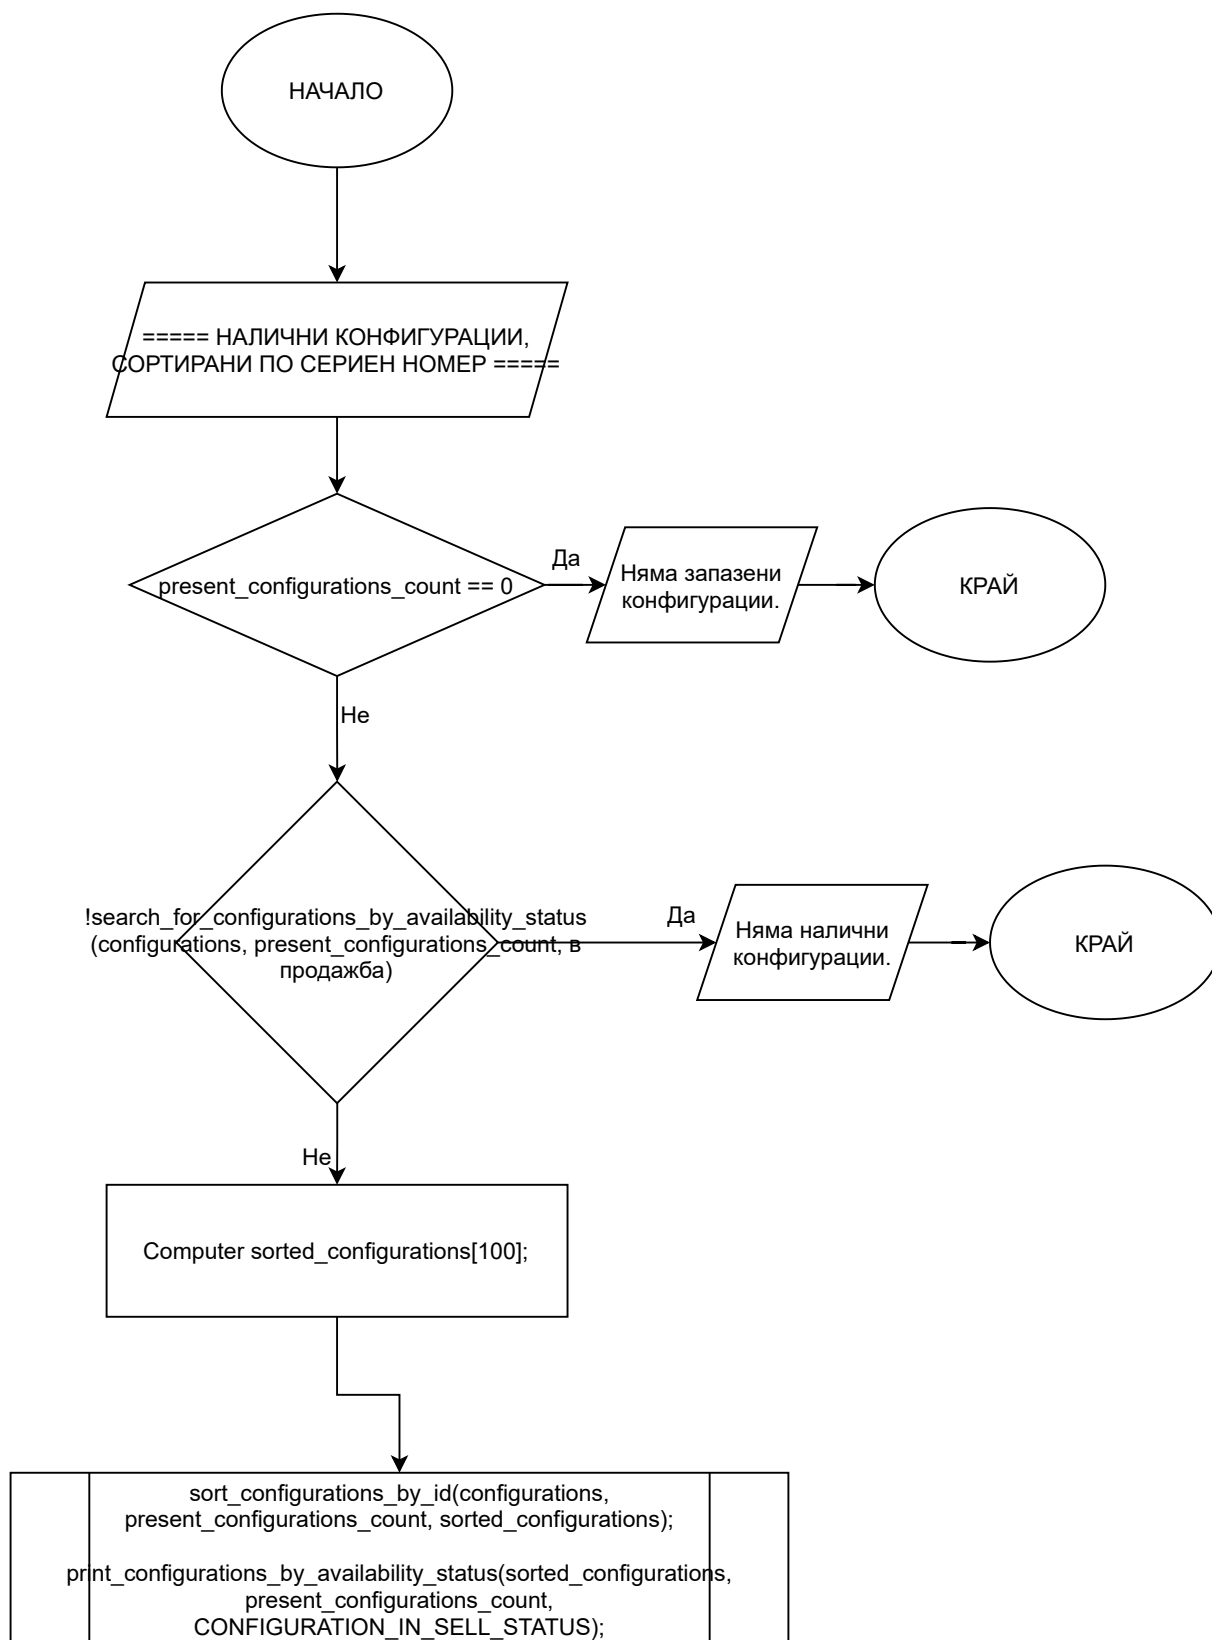 НАЧАЛО
===== НАЛИЧНИ КОНФИГУРАЦИИ,
СОРТИРАНИ ПО СЕРИЕН НОМЕР =====
present_configurations_count == 0
Да
Няма запазени
конфигурации.
КРАЙ
Не
!search_for_configurations_by_availability_status
(configurations, present_configurations_count, в
продажба)
Да
Няма налични
конфигурации.
КРАЙ
Не
Computer sorted_configurations[100];
sort_configurations_by_id(configurations,
present_configurations_count, sorted_configurations);
print_configurations_by_availability_status(sorted_configurations,
present_configurations_count,
CONFIGURATION_IN_SELL_STATUS);